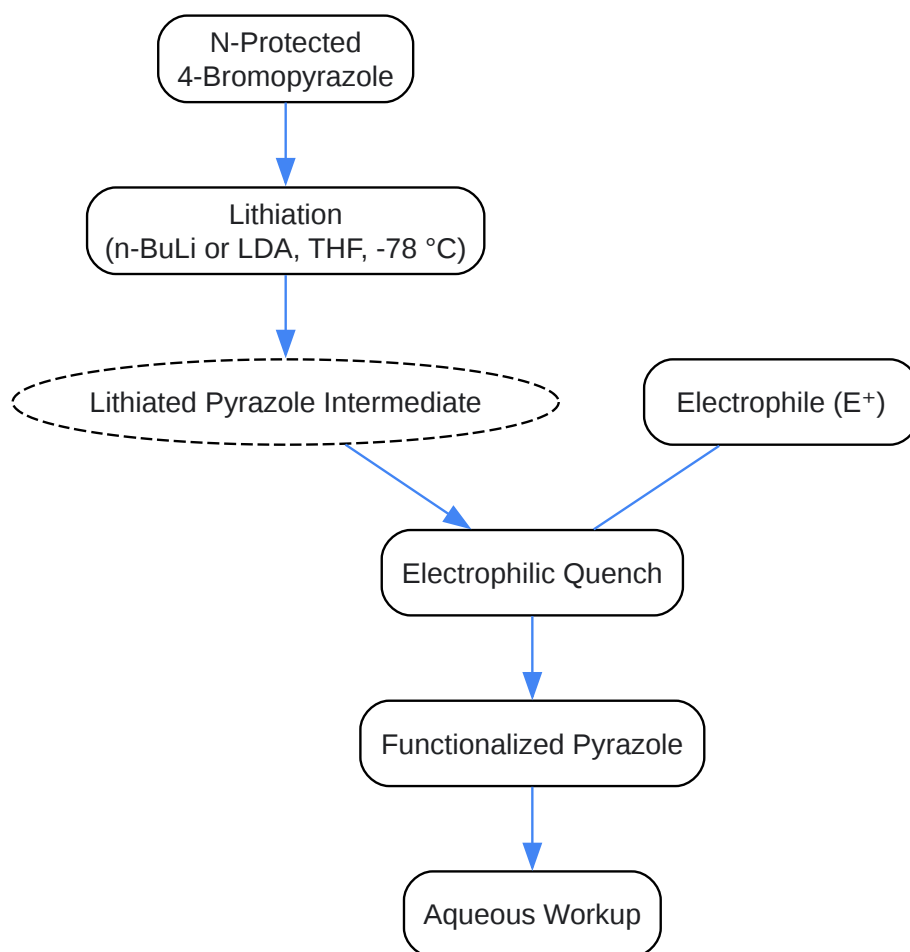 N-Protected
4-Bromopyrazole
Lithiation
(n-BuLi or LDA, THF, -78 °C)
Lithiated Pyrazole Intermediate
Electrophile (E⁺)
Electrophilic Quench
Functionalized Pyrazole
Aqueous Workup